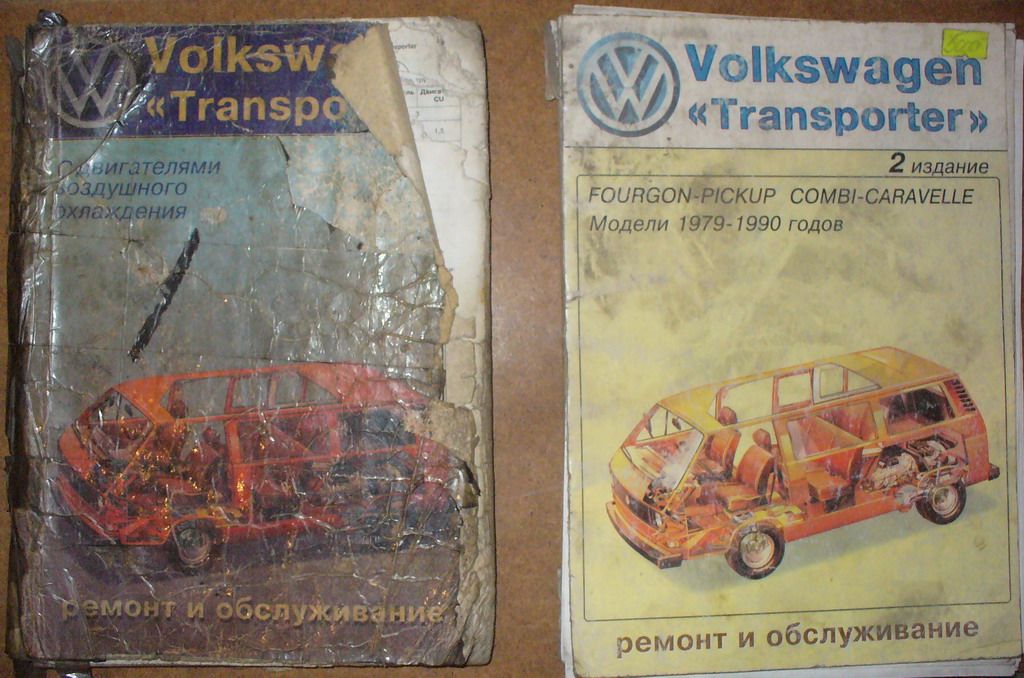 Volkswa
«Transpo
с двигателями
воздушного
охлаждения
ремонт и обслуживание
Volkswagen
«Transporter»
2 издание
FOURGON-PICKUP COMBI-CARAVELLE
Модели 1979-1990 годов
ремонт и обслуживание